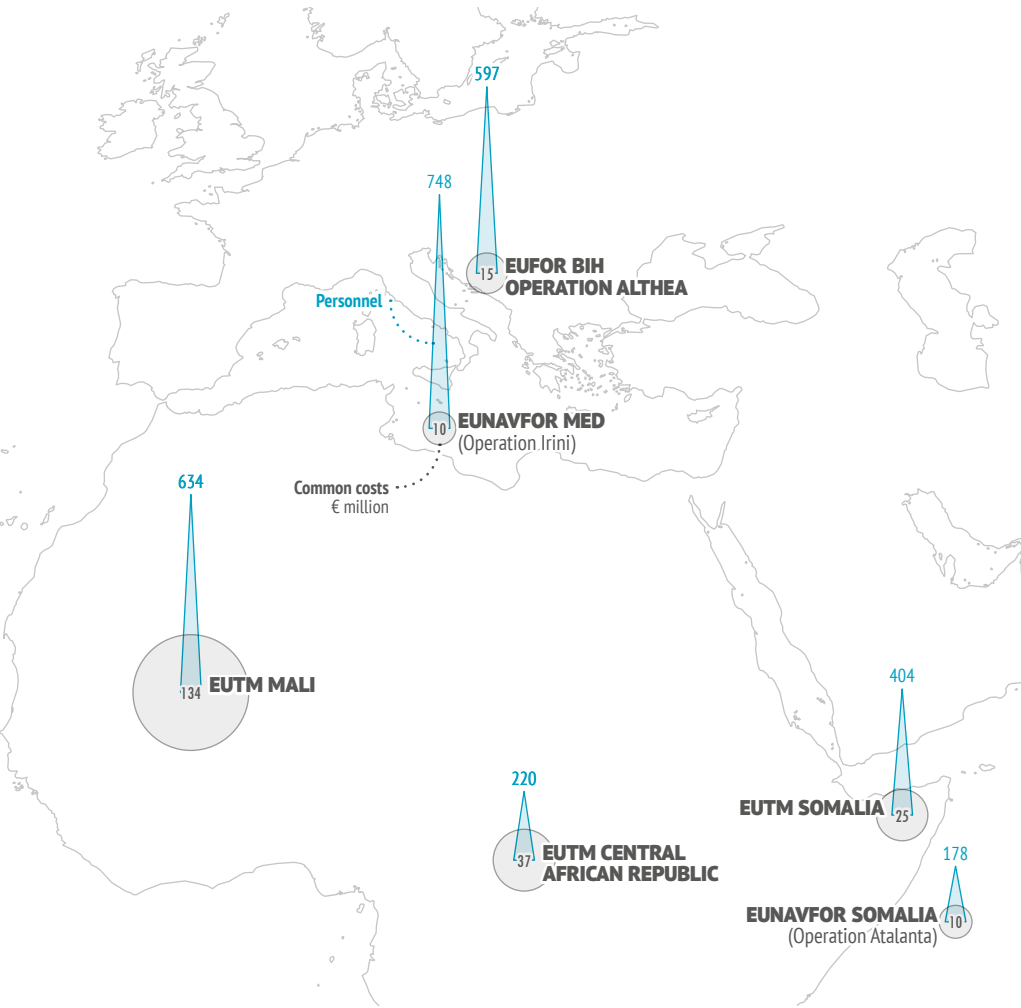 597
748
15
EUFOR BIH
OPERATION ALTHEA
Personnel
10
EUNAVFOR MED
(Operation Irini)
Common costs
€ million
634
134
EUTM MALI
404
EUTM SOMALIA
25
220
37
EUTM CENTRAL
AFRICAN REPUBLIC
178
EUNAVFOR SOMALIA
(Operation Atalanta)
10